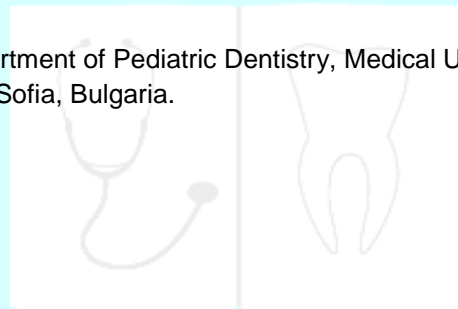 rtment of Pediatric Dentistry, Medical U
Sofia, Bulgaria.